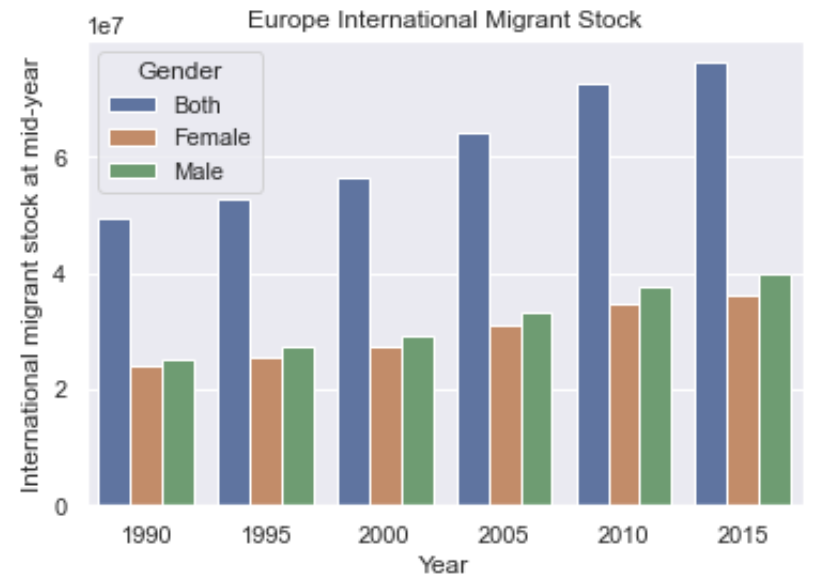 Europe International Migrant Stock
1e7
Gender
Both
Female
Male
International migrant stock at mid-year
6
4
2
0
1990 1995 2000 2005 2010 2015
Year